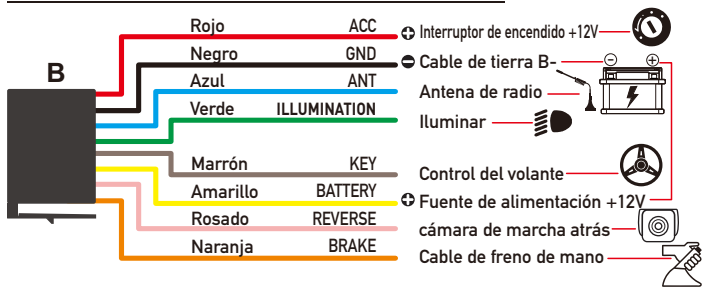 Rojo ACC Interruptor de encendido +12V
Negro GND Cable de tierra B-
Azul ANT Antena de radio
Verde ILLUMINATION Iluminar
B
Marrón KEY Control del volante
Amarillo BATTERY Fuente de alimentación +12V
Rosado REVERSE cámara de marcha atrás
Naranja BRAKE Cable de freno de mano